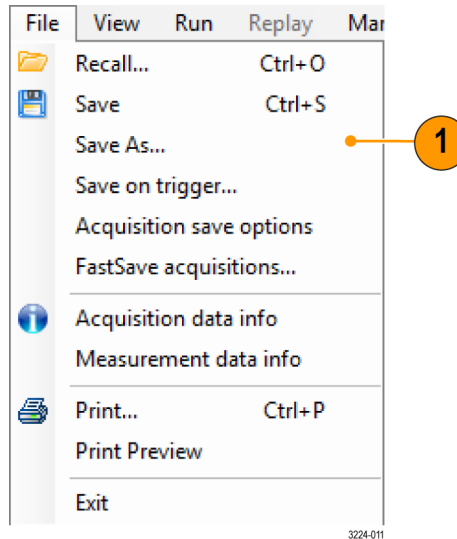 File View Run Replay Mar
Recall... Ctrl+O
Save Ctrl+S
Save As...
1
Save on trigger...
Acquisition save options
FastSave acquisitions...
Acquisition data info
Measurement data info
Print... Ctrl+P
Print Preview
Exit
3224-011